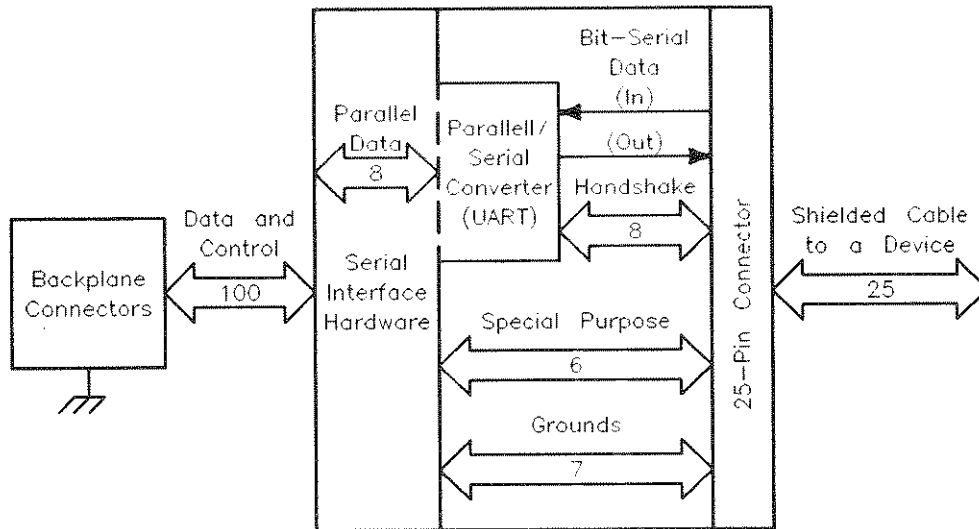 Backplane
Connectors
Data and
Control
100
Parallel
Data
8
Serial
Interface
Hardware
Parallell/
Serial
Converter
(UART)
Bit-Serial
Data
(In)
(Out)
Handshake
8
Special Purpose
6
Grounds
7
25-Pin Connector
Shielded Cable
to a Device
25